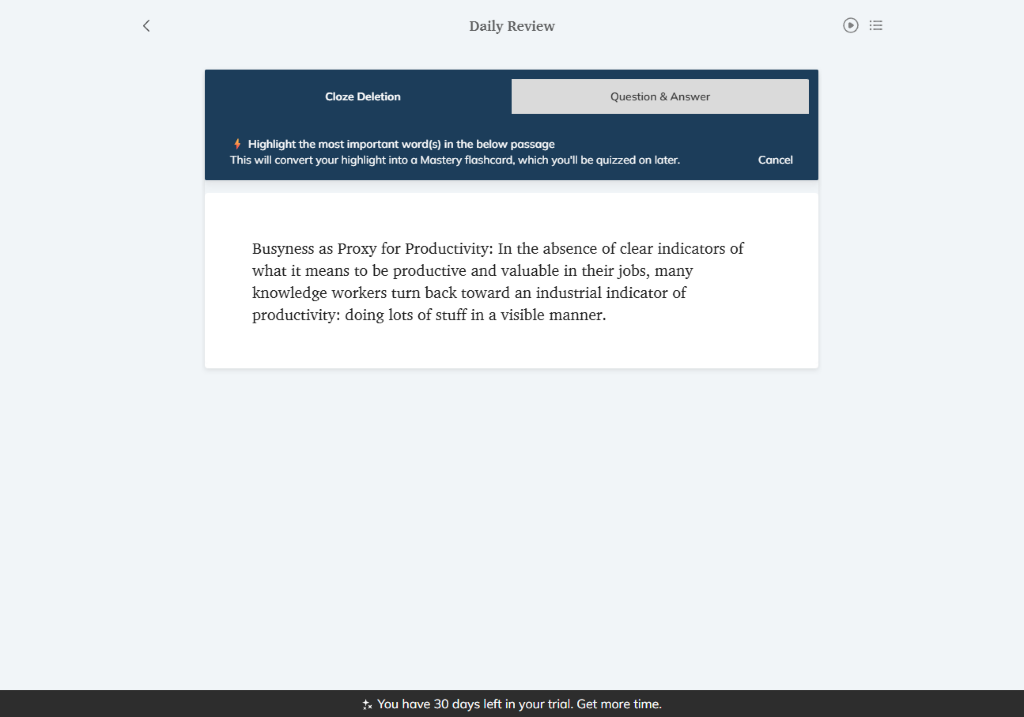 Daily Review
Cloze Deletion
Question & Answer
Highlight the most important word(s) in the below passage
This will convert your highlight into a Mastery flashcard, which you'll be quizzed on later.
Cancel
Busyness as Proxy for Productivity: In the absence of clear indicators of
what it means to be productive and valuable in their jobs, many
knowledge workers turn back toward an industrial indicator of
productivity: doing lots of stuff in a visible manner.
You have 30 days left in your trial. Get more time.